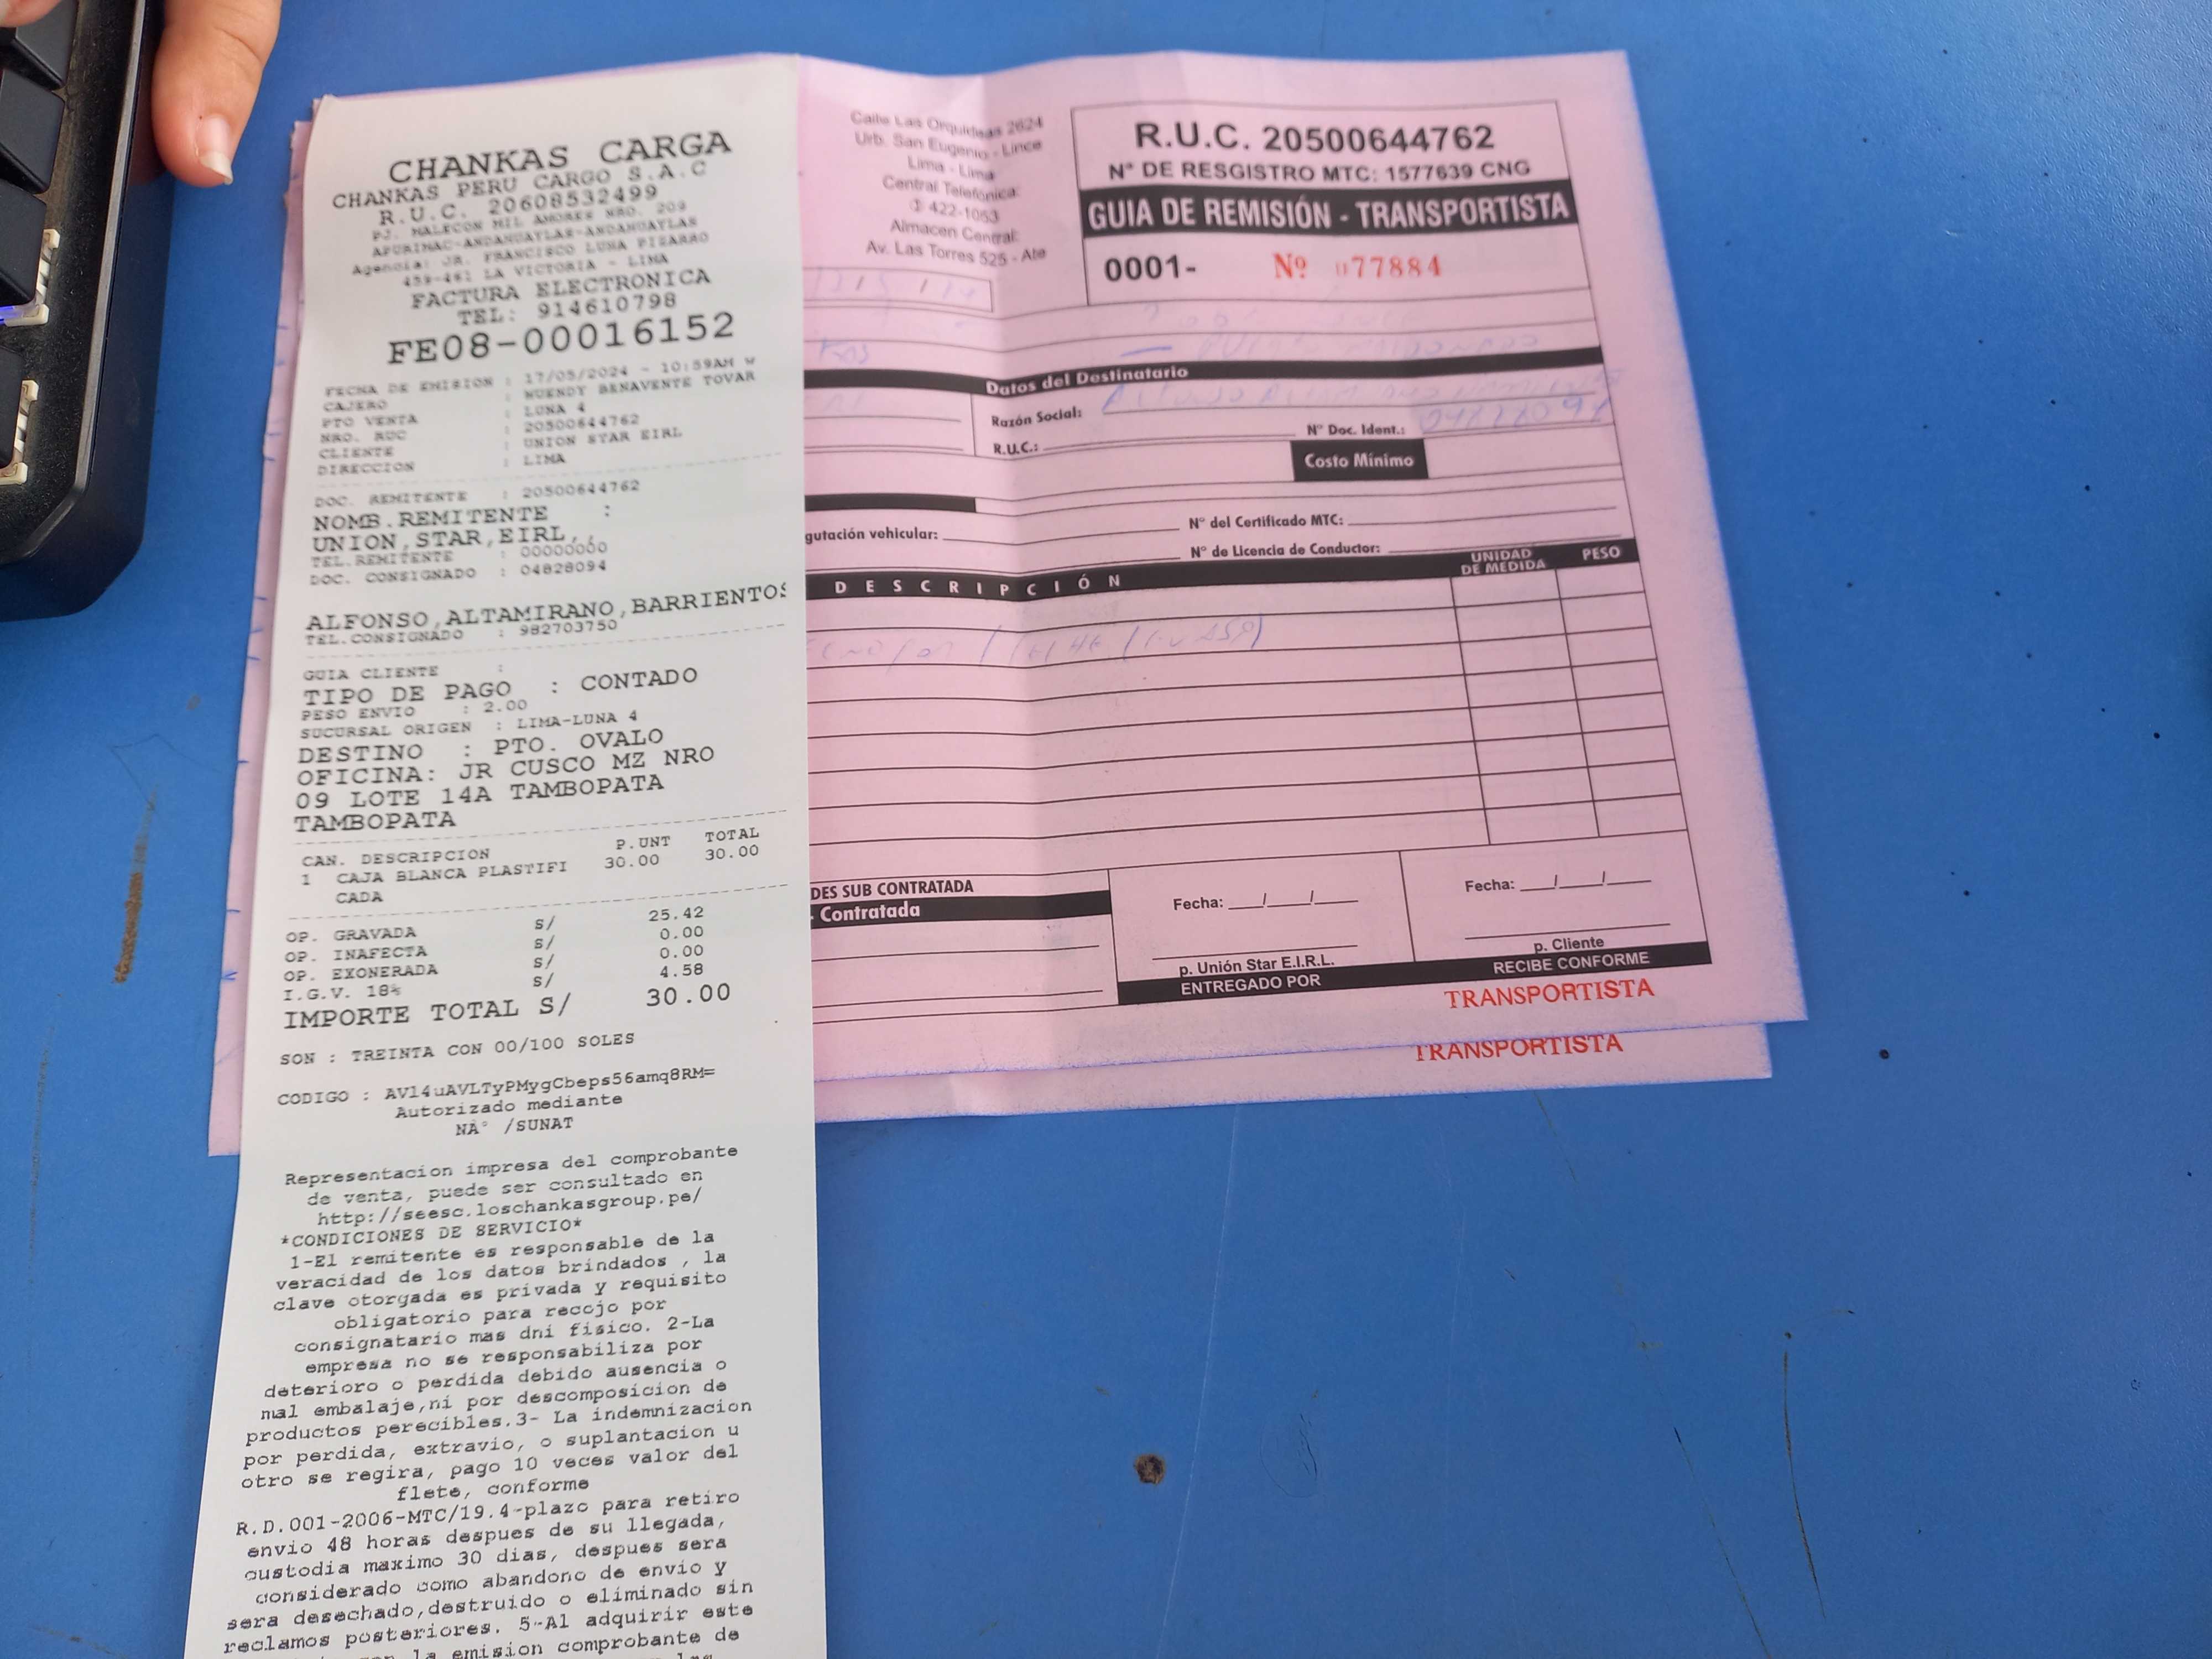 CHANKAS CARGA
CHANKAS PERU CARGO S.A.C
R.U.C. 20608532499
PJ. MALECON MIL AMORES NRO. 209
APURIMAC-ANDAHUAYLAS-ANDAHUAYLAS
Agencia: JR. FRANCISCO LUNA PIZARRO
459-461 LA VICTORIA - LIMA
FACTURA ELECTRONICA
TEL: 914610798
FE08-00016152
FECHA DE EMISION : 17/05/2024 - 10:59AM W
CAJERO : WUENDY BENAVENTE TOVAR
PTO VENTA : LUNA 4
NRO. RUC : 20500644762
CLIENTE : UNION STAR EIRL
DIRECCION : LIMA
DOC. REMITENTE : 20500644762
NOMB.REMITENTE :
UNION,STAR,EIRL,,
TEL.REMITENTE : 00000000
DOC. CONSIGNADO : 04828094
ALFONSO,ALTAMIRANO,BARRIENTOS
TEL.CONSIGNADO : 982703750
GUIA CLIENTE :
TIPO DE PAGO : CONTADO
PESO ENVIO : 2.00
SUCURSAL ORIGEN : LIMA-LUNA 4
DESTINO : PTO. OVALO
OFICINA: JR CUSCO MZ NRO
09 LOTE 14A TAMBOPATA
TAMBOPATA
CAN. DESCRIPCION P.UNT TOTAL
1 CAJA BLANCA PLASTIFI 30.00 30.00
CADA
OP. GRAVADA S/ 25.42
OP. INAFECTA S/ 0.00
OP. EXONERADA S/ 0.00
I.G.V. 18% S/ 4.58
IMPORTE TOTAL S/ 30.00
SON : TREINTA CON 00/100 SOLES
CODIGO : AVl4uAVLTyPMygCbeps56amq8RM=
Autorizado mediante
NA° /SUNAT
Representacion impresa del comprobante
de venta, puede ser consultado en
http://seesc.loschankasgroup.pe/
*CONDICIONES DE SERVICIO*
1-El remitente es responsable de la
veracidad de los datos brindados , la
clave otorgada es privada y requisito
obligatorio para recojo por
consignatario mas dni fisico. 2-La
empresa no se responsabiliza por
deterioro o perdida debido ausencia o
mal embalaje,ni por descomposicion de
productos perecibles.3- La indemnizacion
por perdida, extravio, o suplantacion u
otro se regira, pago 10 veces valor del
flete, conforme
R.D.001-2006-MTC/19.4-plazo para retiro
envio 48 horas despues de su llegada,
custodia maximo 30 dias, despues sera
considerado como abandono de envio y
sera desechado,destruido o eliminado sin
reclamos posteriores. 5-Al adquirir este
la emision comprobante de
Calle Las Orquideas 2624
Urb. San Eugenio - Lince
Lima - Lima
Central Telefónica:
422-1053
Almacen Central:
Av. Las Torres 525 - Ate
R.U.C. 20500644762
N° DE RESGISTRO MTC: 1577639 CNG
GUIA DE REMISIÓN - TRANSPORTISTA
0001- Nº 077884
Datos del Destinatario
Razón Social:
N° Doc. Ident.:
R.U.C.:
Costo Mínimo
gutación vehicular:
N° del Certificado MTC:
N° de Licencia de Conductor:
DESCRIPCIÓN UNIDAD DE MEDIDA PESO
DES SUB CONTRATADA
- Contratada
Fecha: __/__/__
Fecha: __/__/__
p. Unión Star E.I.R.L.
ENTREGADO POR
p. Cliente
RECIBE CONFORME
TRANSPORTISTA
TRANSPORTISTA